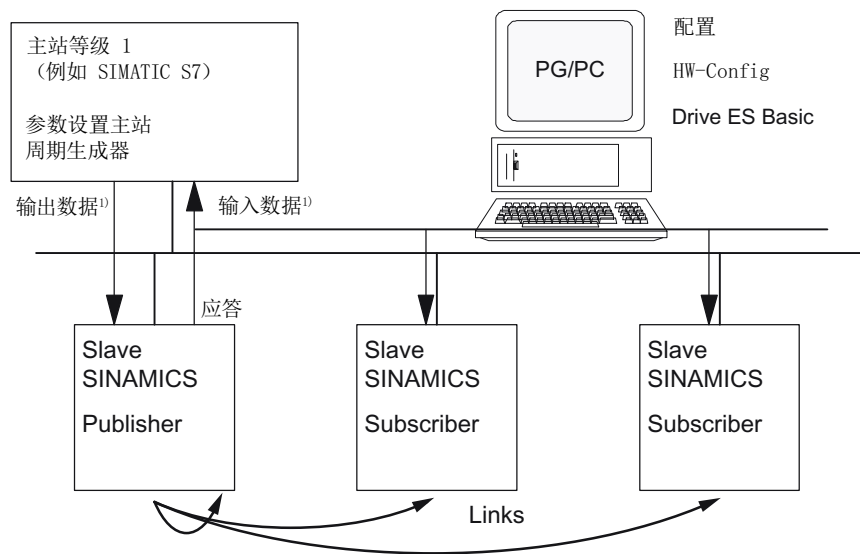 主站等级 1
（例如 SIMATIC S7）
参数设置主站
周期生成器
PG/PC
配置
HW-Config
Drive ES Basic
输出数据1)
输入数据1)
应答
Slave
SINAMICS
Publisher
Slave
SINAMICS
Subscriber
Slave
SINAMICS
Subscriber
Links